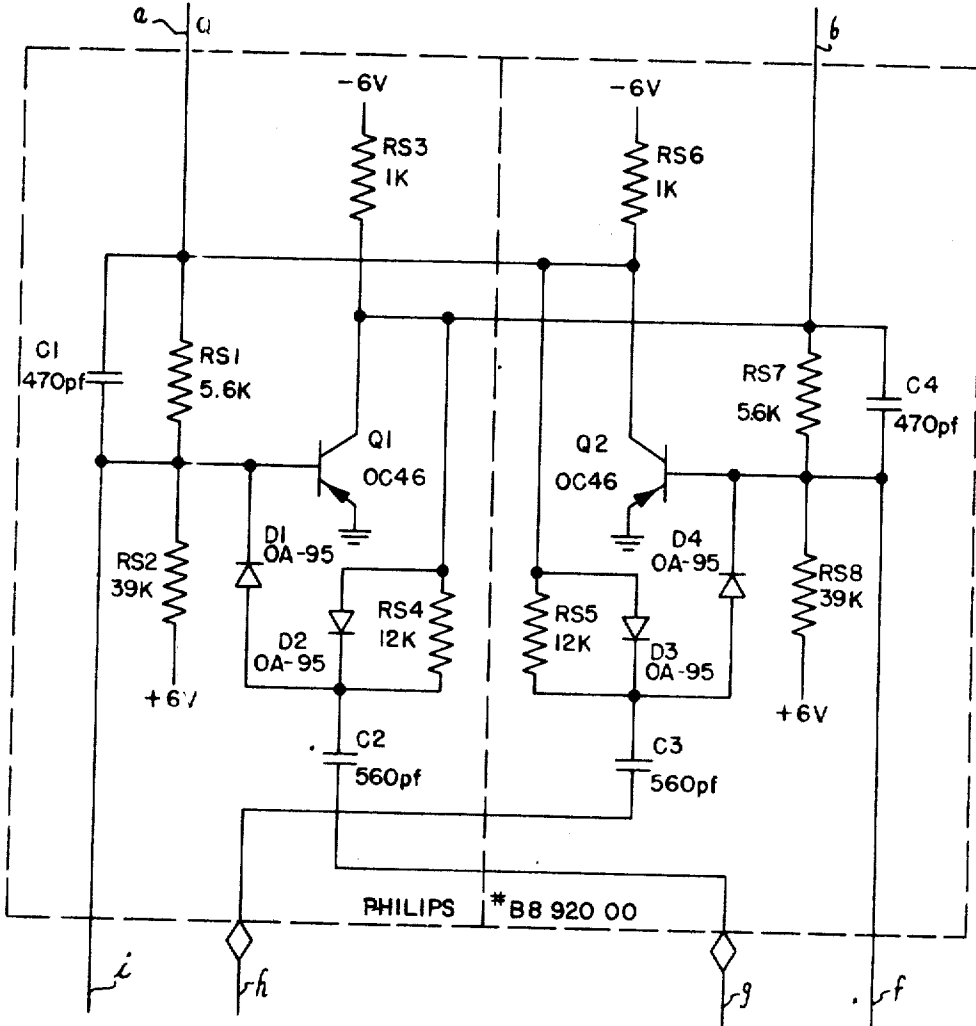 a
a
b
-6V
-6V
RS3
1K
RS6
1K
C1
470pf
RS1
5.6K
RS7
5.6K
C4
470pf
Q1
OC46
Q2
OC46
D1
OA-95
D4
OA-95
RS2
39K
RS4
12K
RS5
12K
RS8
39K
D2
OA-95
D3
OA-95
+6V
+6V
C2
560pf
C3
560pf
PHILIPS #B8 920 00
i
h
g
f